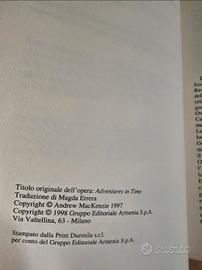 Titolo originale dell'opera: Adventures in Time
Traduzione di Magda Errera
Copyright © Andrew MacKenzie 1997
Copyright © 1998 Gruppo Editoriale Armenia S.p.A.
Via Valtellina, 63 - Milano
Stampato dalla Print Duemila s.r.l.
per conto del Gruppo Editoriale Armenia S.p.A.
subito